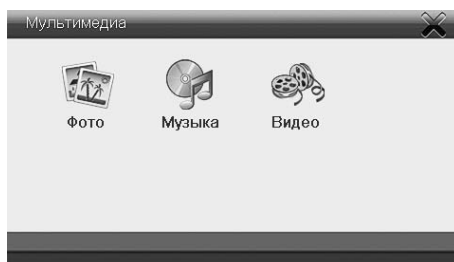 Мультимедиа
Фото Музыка Видео